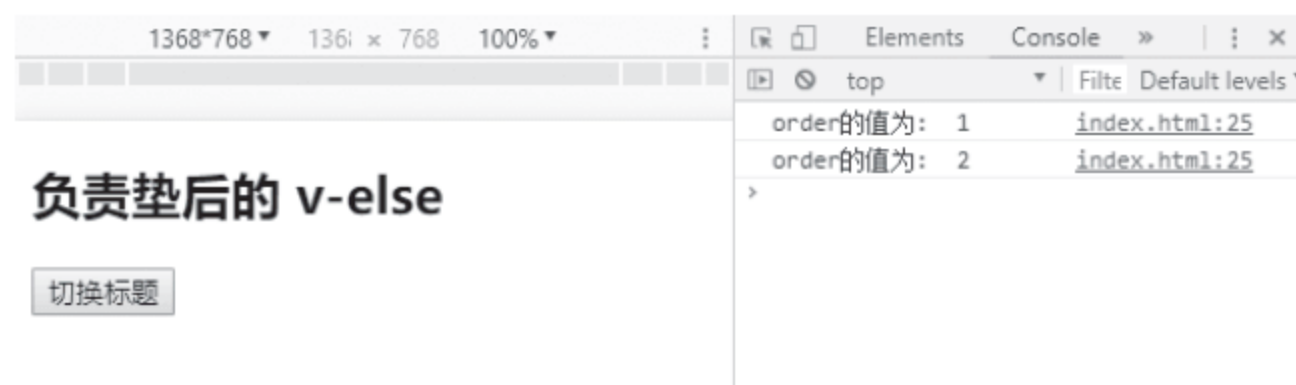 1368*768 ▾ 136 × 768 100% ▾
负责垫后的 v-else
切换标题
Elements Console »
top Filte Default levels
order的值为: 1 index.html:25
order的值为: 2 index.html:25